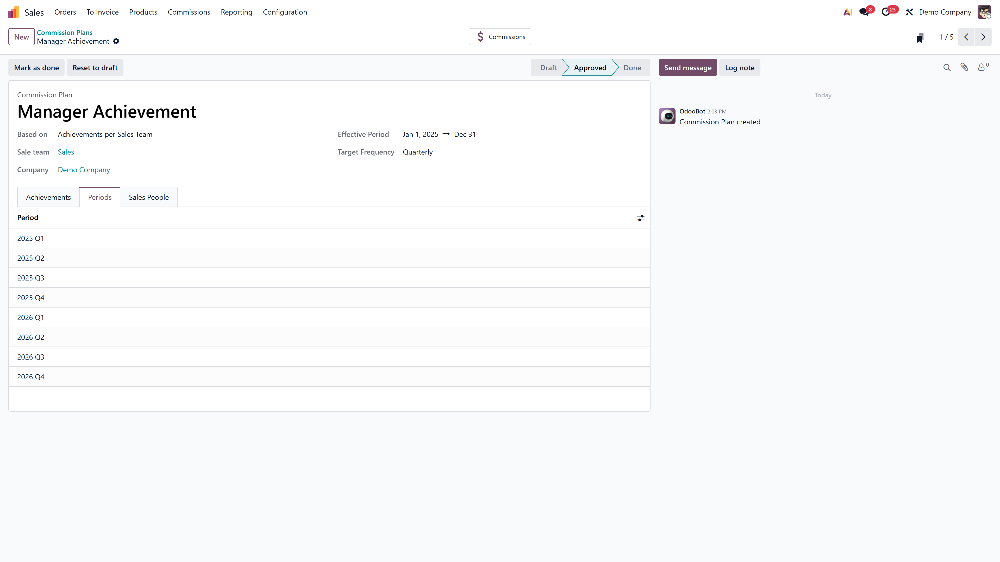 Sales Orders To Invoice Products Commissions Reporting Configuration AI 8 23 Demo Company
New Commission Plans
Manager Achievement
Commissions
1 / 5
Mark as done Reset to draft Draft Approved Done Send message Log note 0
Commission Plan
Manager Achievement
Based on Achievements per Sales Team Effective Period Jan 1, 2025 Dec 31
Sale team Sales Target Frequency Quarterly
Company Demo Company
Achievements Periods Sales People
Period
2025 Q1
2025 Q2
2025 Q3
2025 Q4
2026 Q1
2026 Q2
2026 Q3
2026 Q4
Today
OdooBot 2:03 PM
Commission Plan created